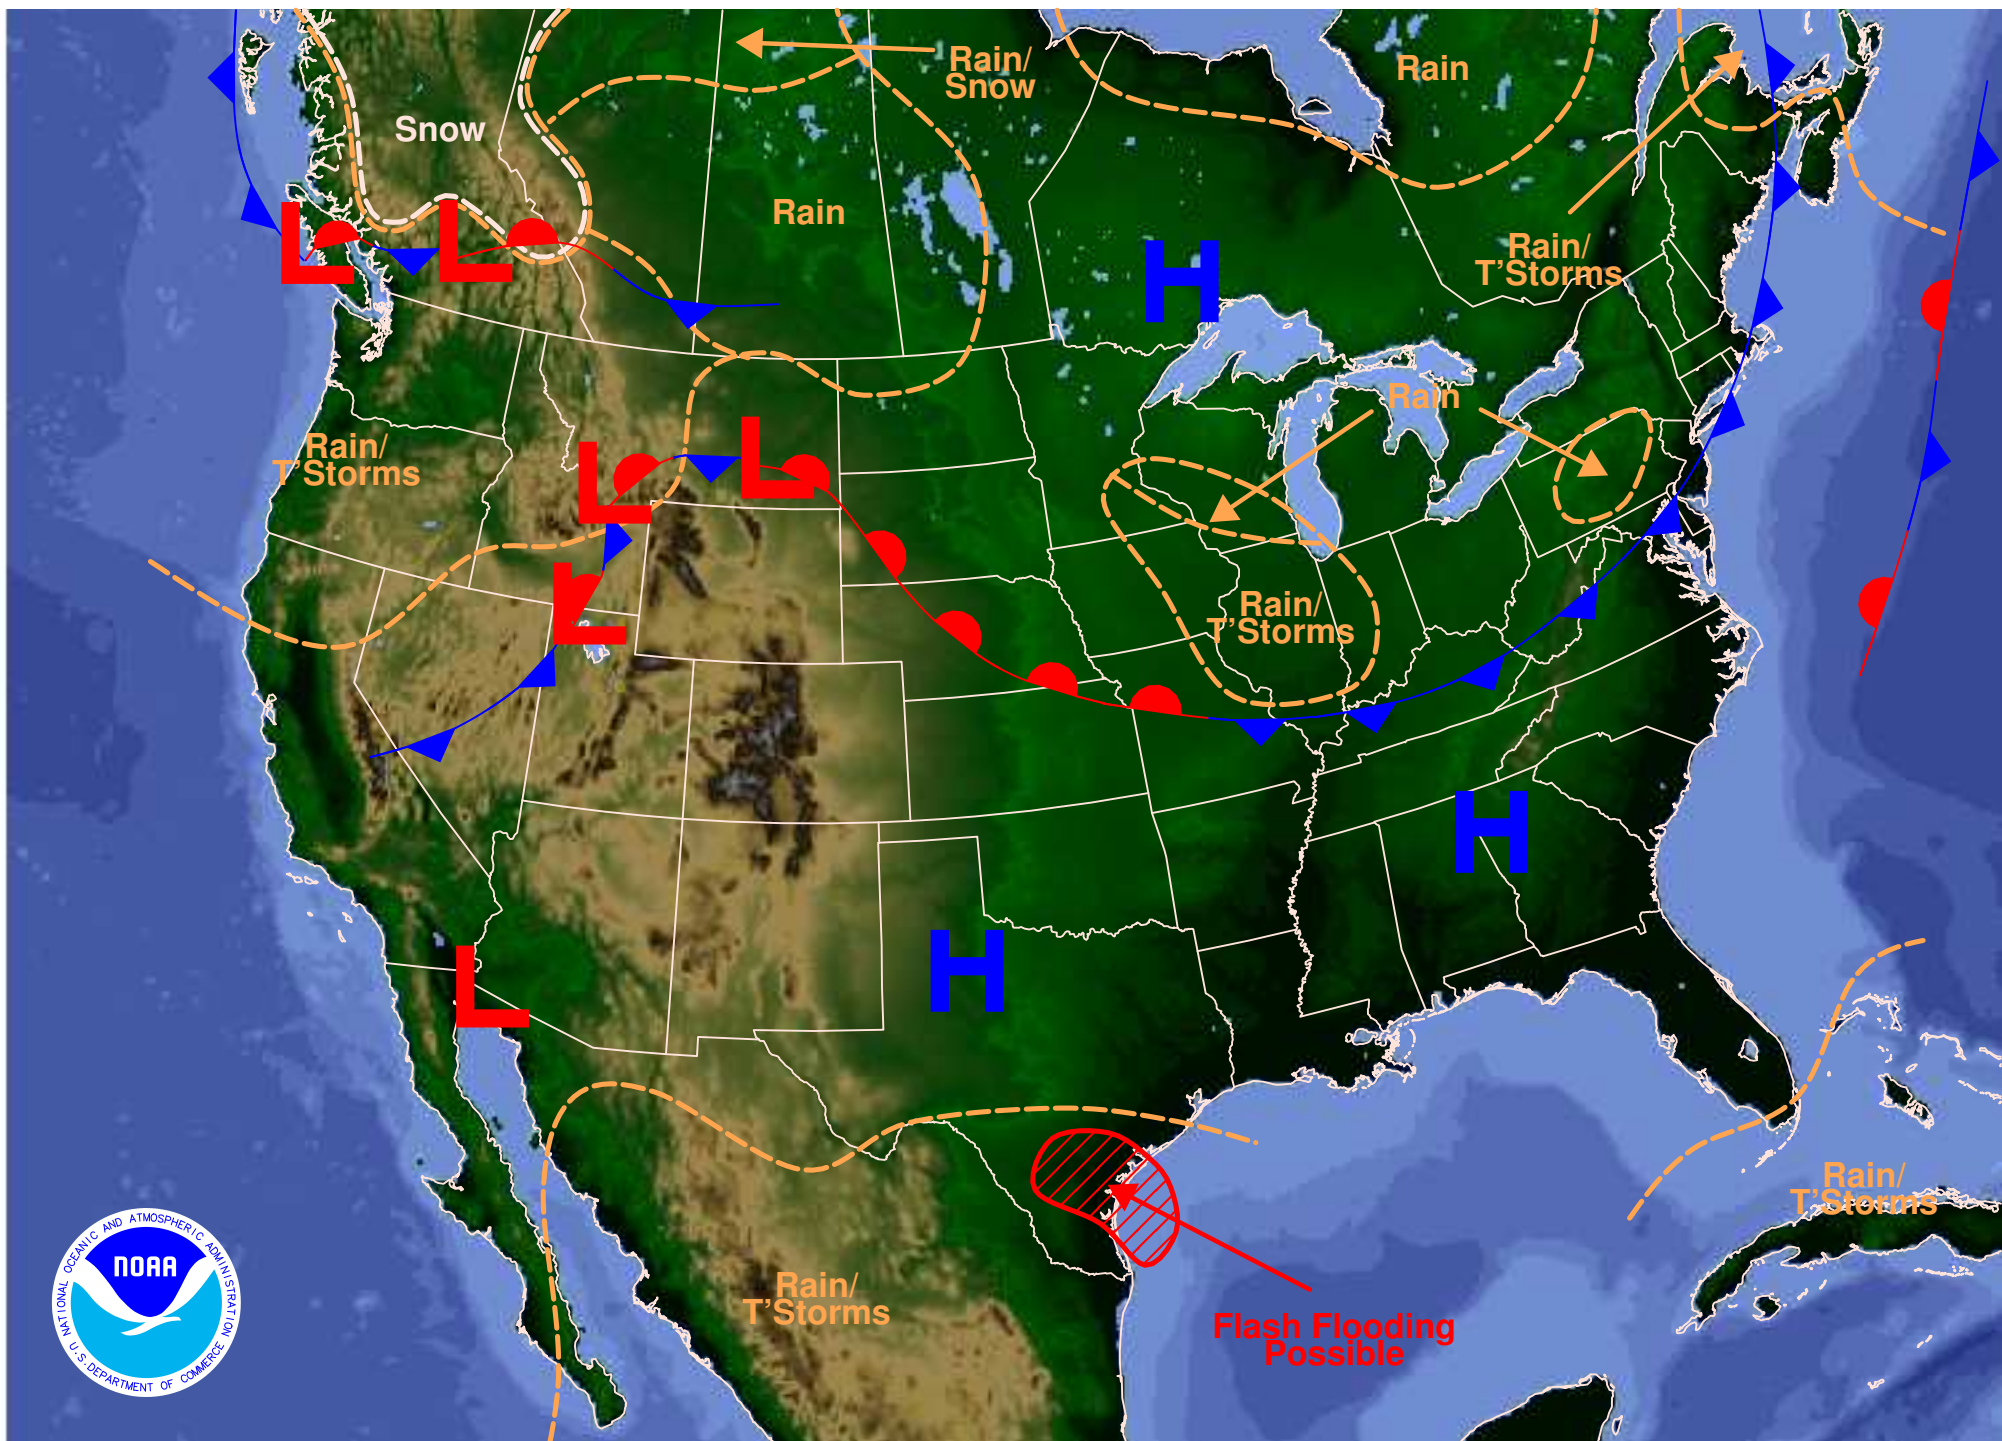 Rain/
Snow
Rain
Snow
Rain
Rain/
T'Storms
L
L
H
Rain
Rain/
T'Storms
L
L
L
Rain/
T'Storms
H
H
L
Rain/
T'Storms
Rain/
T'Storms
Flash Flooding
Possible
NATIONAL OCEANIC AND ATMOSPHERIC ADMINISTRATION
NOAA
U.S. DEPARTMENT OF COMMERCE